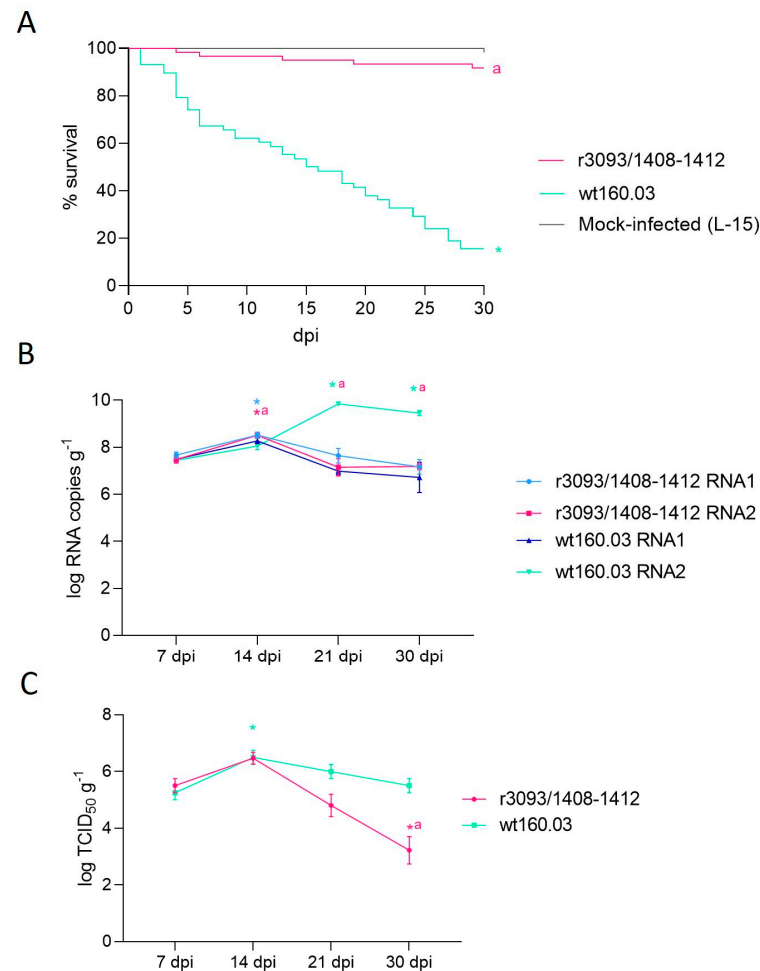 A
% survival
100
80
60
40
20
0
0 5 10 15 20 25 30
dpi
a
*
r3093/1408-1412
wt160.03
Mock-infected (L-15)
B
log RNA copies g⁻¹
10
8
6
4
2
0
*
*a
*a
*a
7 dpi 14 dpi 21 dpi 30 dpi
r3093/1408-1412 RNA1
r3093/1408-1412 RNA2
wt160.03 RNA1
wt160.03 RNA2
C
log TCID₅₀ g⁻¹
8
6
4
2
0
*
*a
7 dpi 14 dpi 21 dpi 30 dpi
r3093/1408-1412
wt160.03